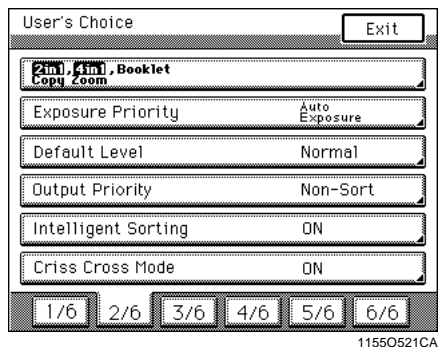 User's Choice
Exit
2in1, 4in1, Booklet
Copy Zoom
Exposure Priority Auto
Exposure
Default Level Normal
Output Priority Non-Sort
Intelligent Sorting ON
Criss Cross Mode ON
1/6 2/6 3/6 4/6 5/6 6/6
1155O521CA